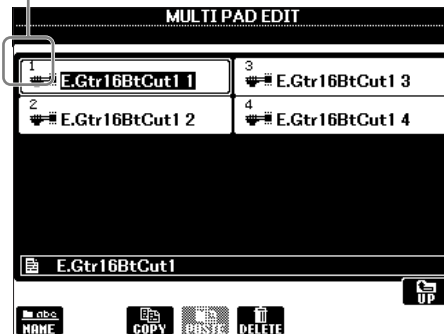 MULTI PAD EDIT
1
E.Gtr16BtCut1 1
3
E.Gtr16BtCut1 3
2
E.Gtr16BtCut1 2
4
E.Gtr16BtCut1 4
E.Gtr16BtCut1
UP
abc
NAME COPY PASTE DELETE